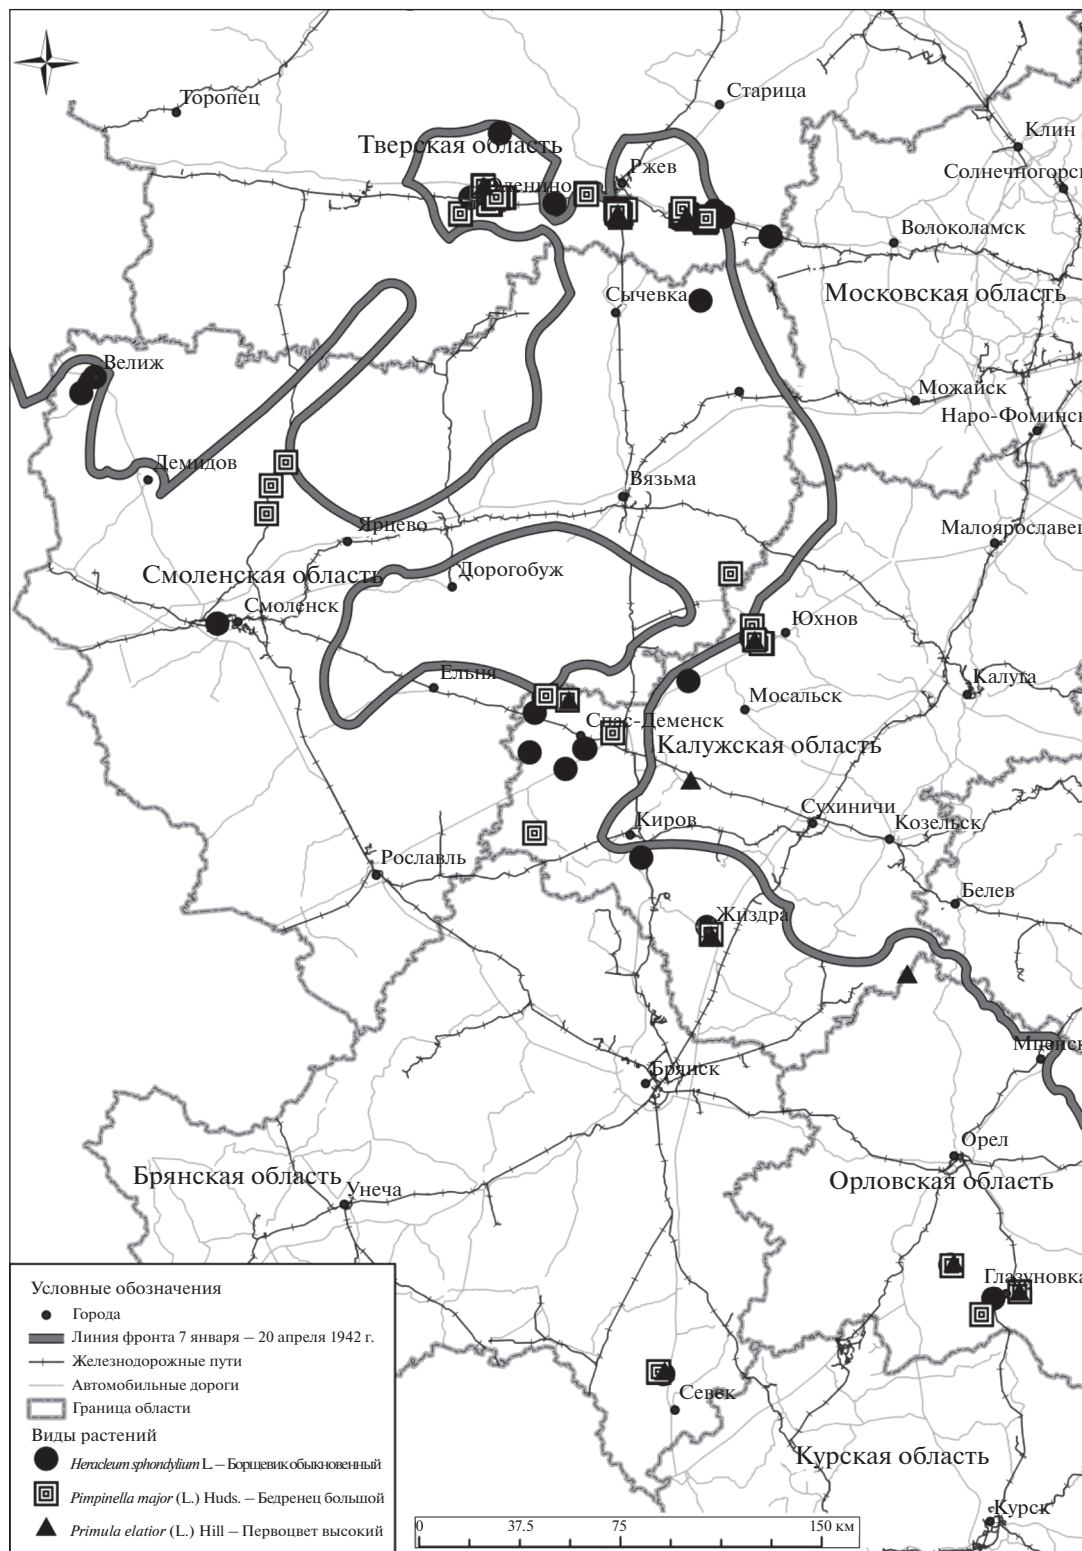 Торопец
Старица
Клин
Тверская область
Солнечногорск
Ржев
Оленино
Волоколамск
Московская область
Сычевка
Велиж
Можайск
Наро-Фоминск
Демидов
Вязьма
Ярцево
Малоярославец
Смоленская область
Дорогобуж
Смоленск
Юхнов
Ельня
Калуга
Мосальск
Спас-Деменск
Калужская область
Сухиничи
Киров
Козельск
Рославль
Белев
Жиздра
Мценск
Брянск
Орел
Брянская область
Орловская область
Унеча
Глазуновка
Севек
Курская область
Курск
Условные обозначения
Города
Линия фронта 7 января – 20 апреля 1942 г.
Железнодорожные пути
Автомобильные дороги
Граница области
Виды растений
Heracleum sphondylium L. – Борщевик обыкновенный
Pimpinella major (L.) Huds. – Бедренец большой
Primula elatior (L.) Hill – Первоцвет высокий
0 37.5 75 150 км